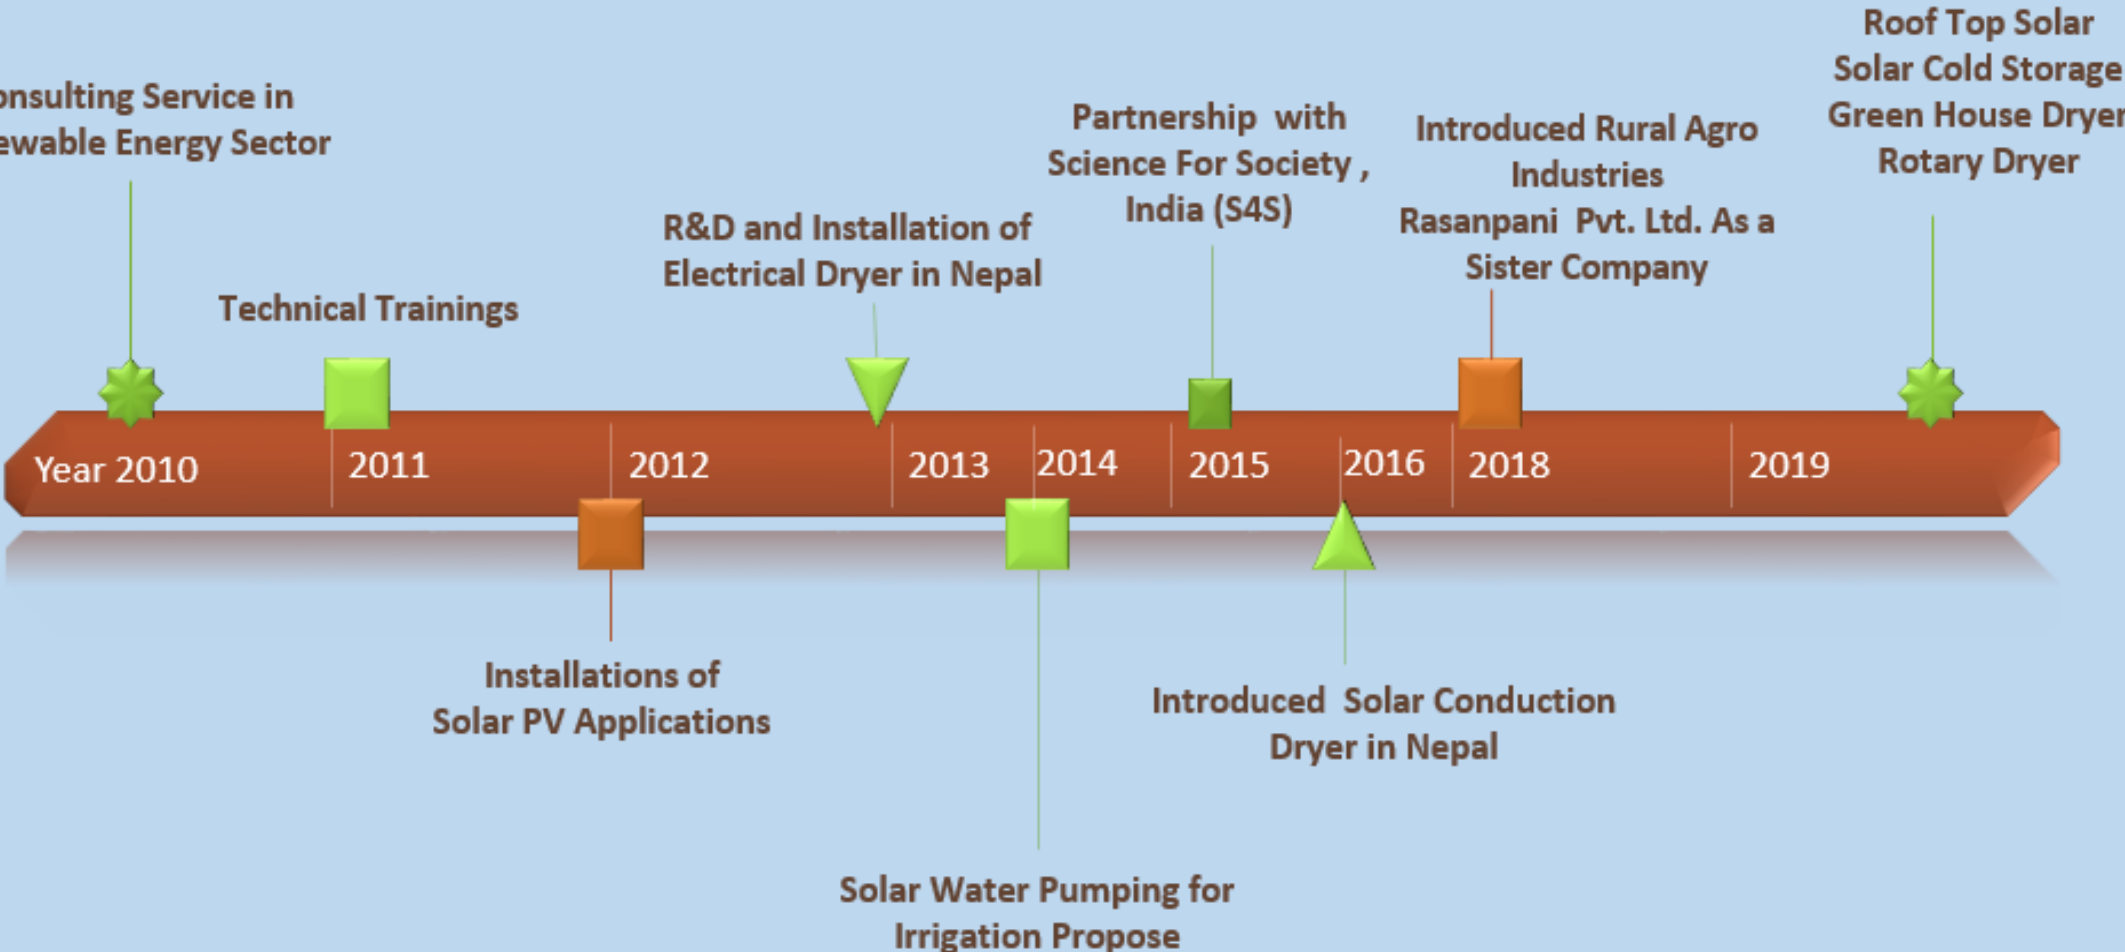 onsulting Service in
ewable Energy Sector
Technical Trainings
R&D and Installation of
Electrical Dryer in Nepal
Partnership with
Science For Society ,
India (S4S)
Introduced Rural Agro
Industries
Rasanpani Pvt. Ltd. As a
Sister Company
Roof Top Solar
Solar Cold Storage
Green House Dryer
Rotary Dryer
Year 2010
2011
2012
2013
2014
2015
2016
2018
2019
Installations of
Solar PV Applications
Solar Water Pumping for
Irrigation Propose
Introduced Solar Conduction
Dryer in Nepal